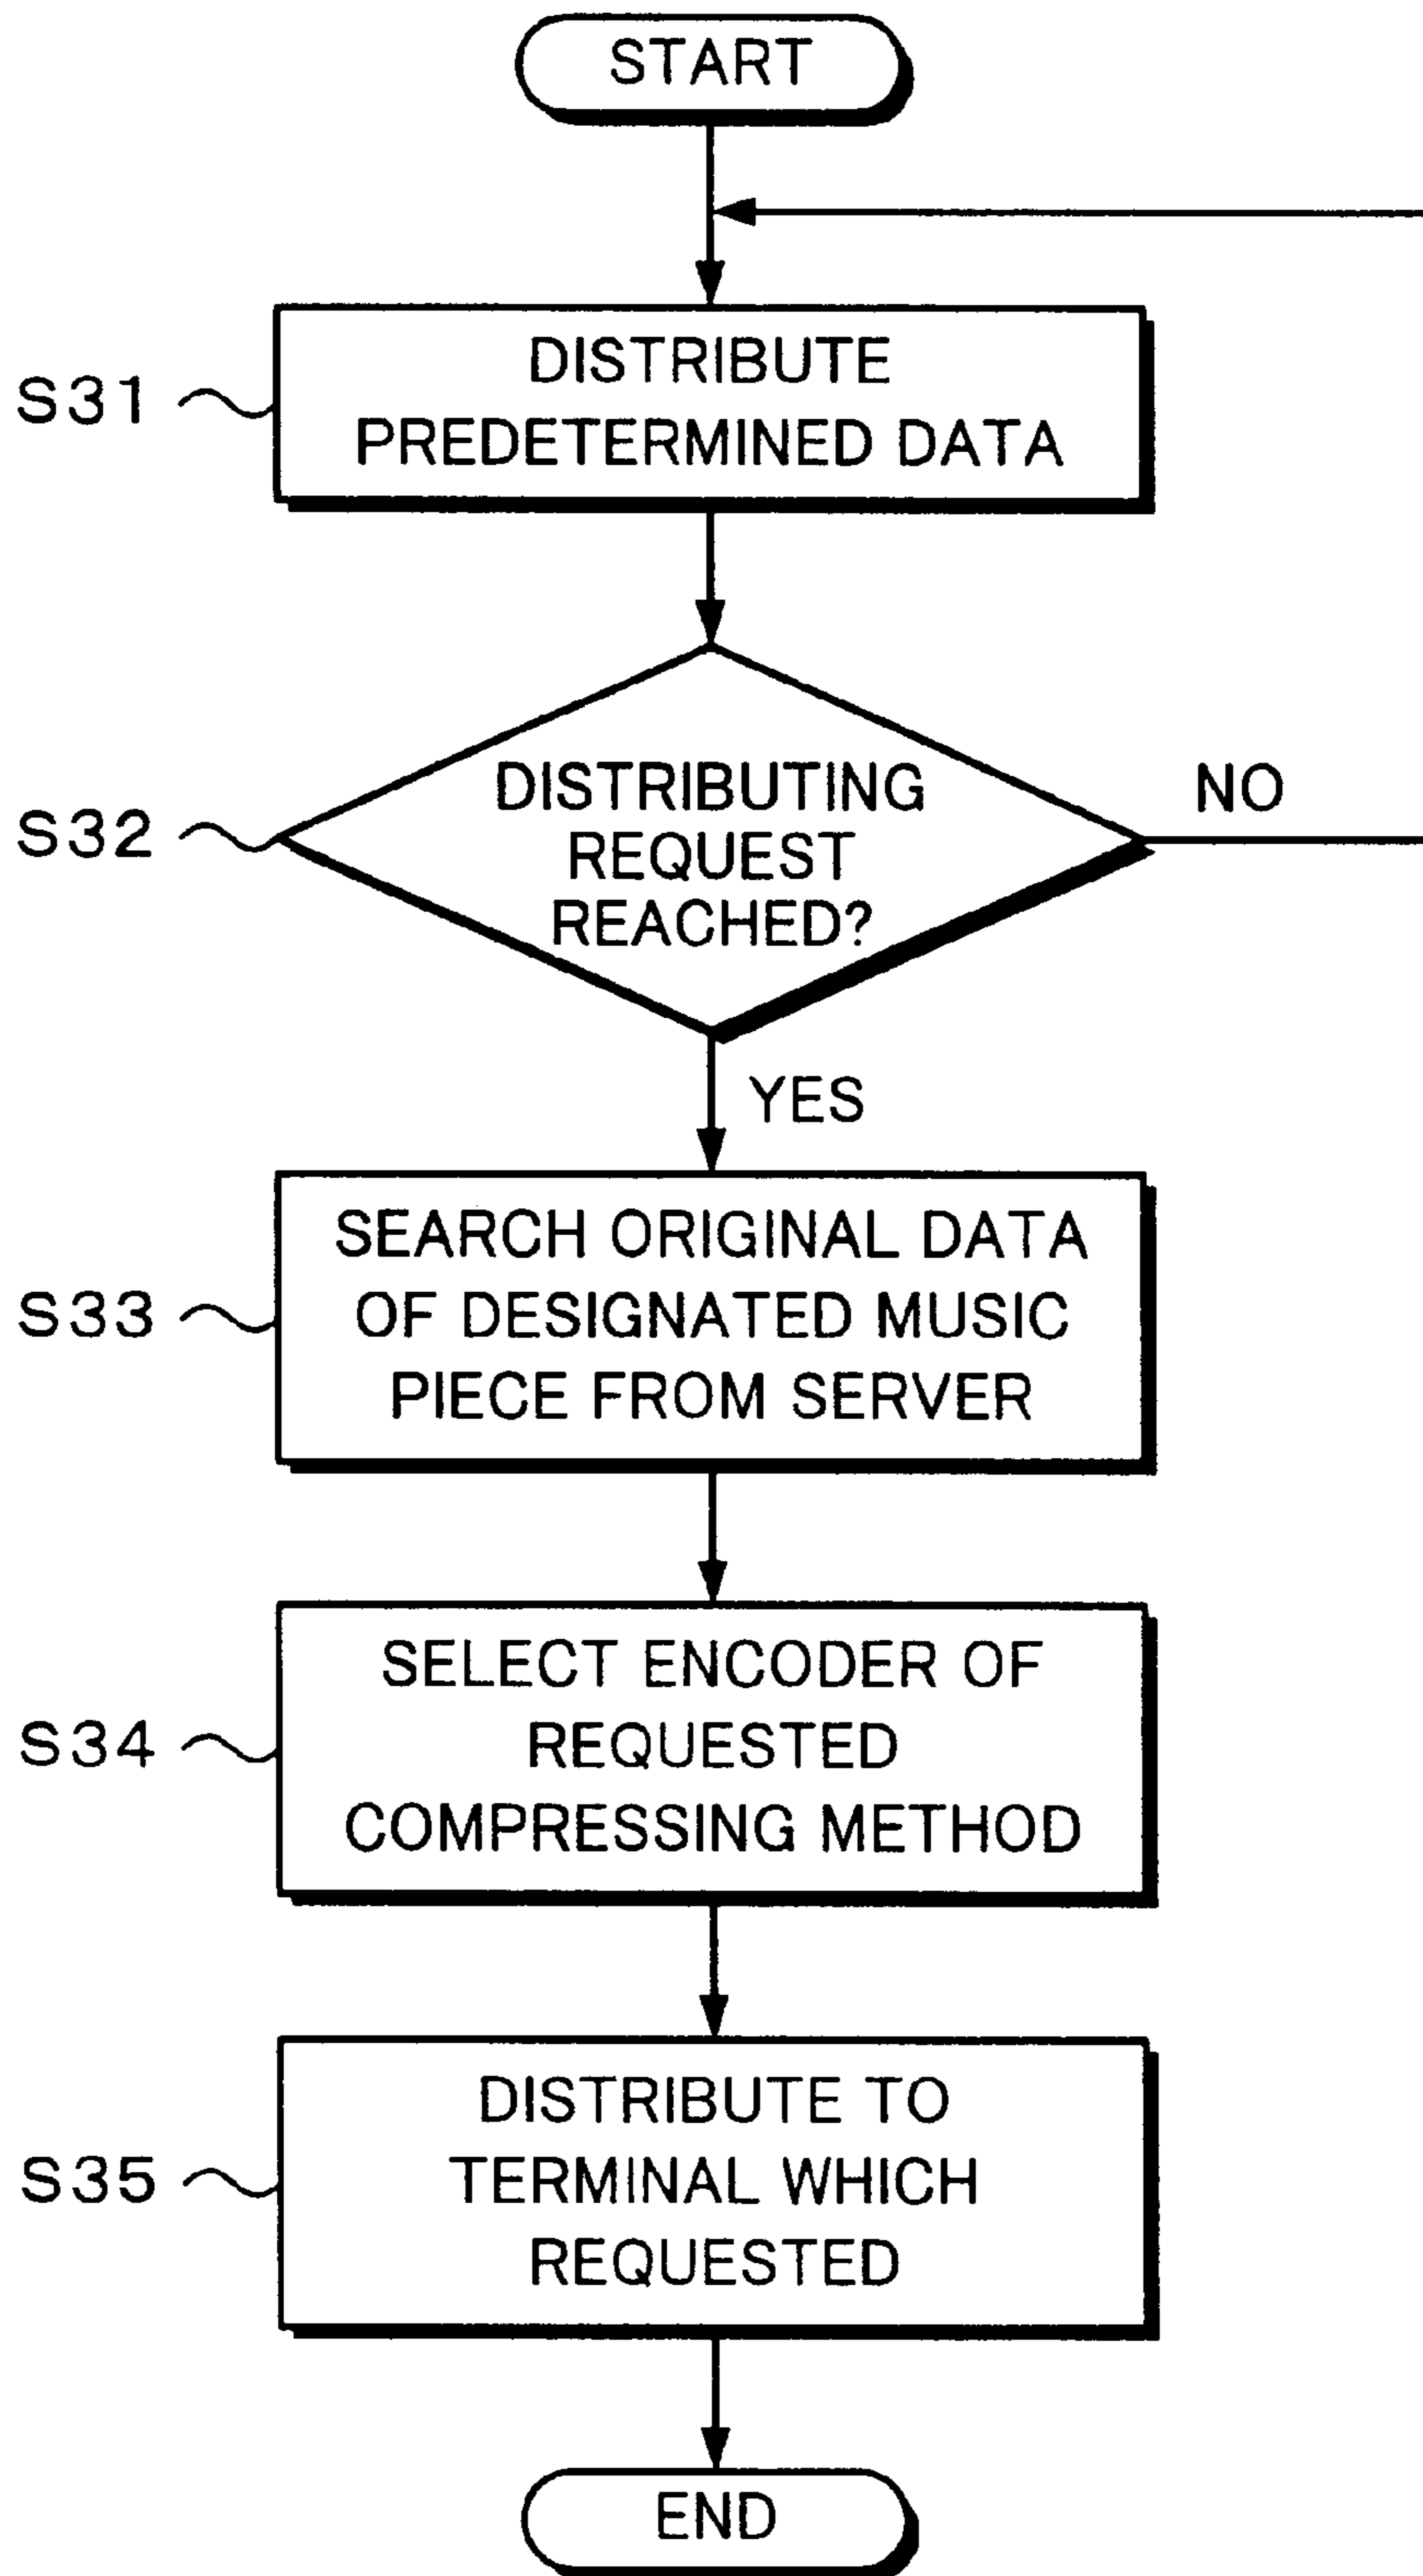 START
S31
DISTRIBUTE
PREDETERMINED DATA
S32
DISTRIBUTING
REQUEST
REACHED?
NO
YES
S33
SEARCH ORIGINAL DATA
OF DESIGNATED MUSIC
PIECE FROM SERVER
S34
SELECT ENCODER OF
REQUESTED
COMPRESSING METHOD
S35
DISTRIBUTE TO
TERMINAL WHICH
REQUESTED
END